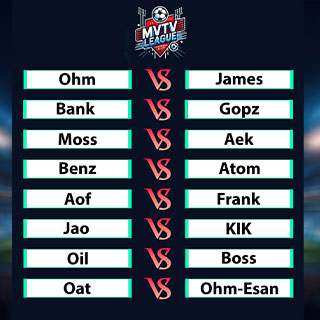 MVTV
LEAGUE
Ohm VS James
Bank VS Gopz
Moss VS Aek
Benz VS Atom
Aof VS Frank
Jao VS KIK
Oil VS Boss
Oat VS Ohm-Esan